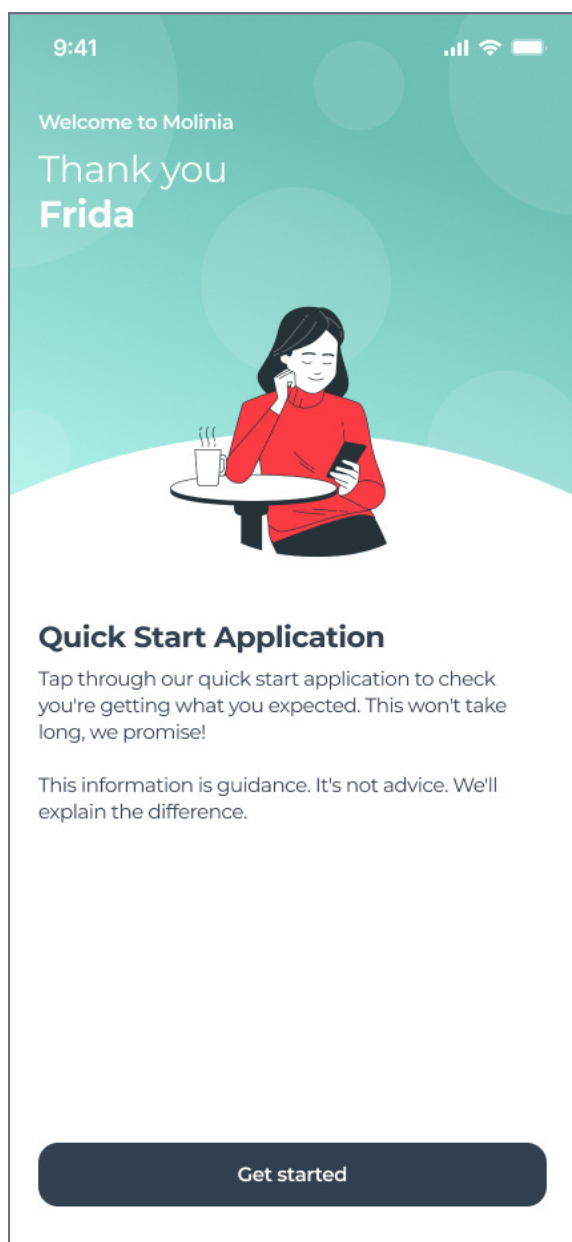 9:41
Welcome to Molinia
Thank you
Frida
Quick Start Application
Tap through our quick start application to check
you're getting what you expected. This won't take
long, we promise!
This information is guidance. It's not advice. We'll
explain the difference.
Get started